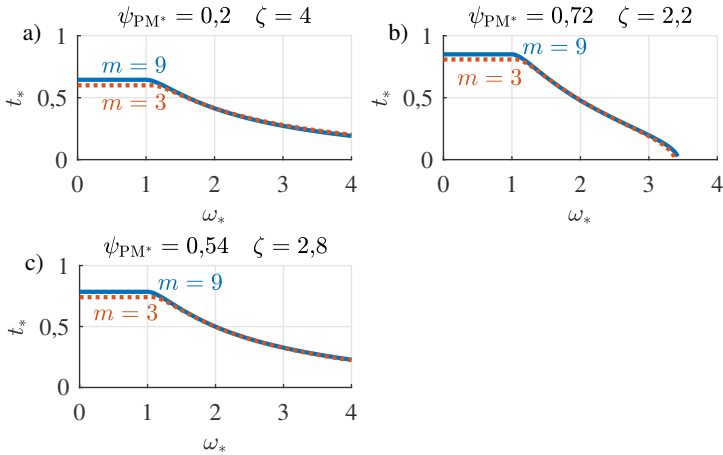 ψPM* = 0,2 ζ = 4
a)
1
0,5
0
t*
m = 9
m = 3
0 1 2 3 4
ω*
ψPM* = 0,72 ζ = 2,2
b)
1
0,5
0
t*
m = 9
m = 3
0 1 2 3 4
ω*
ψPM* = 0,54 ζ = 2,8
c)
1
0,5
0
t*
m = 9
m = 3
0 1 2 3 4
ω*